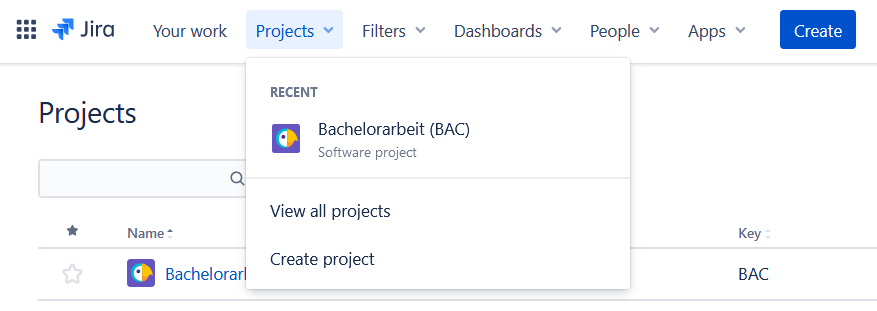 Jira Your work Projects Filters Dashboards People Apps Create
RECENT
Projects
Bachelorarbeit (BAC)
Software project
View all projects
Name Key
Create project
BAC